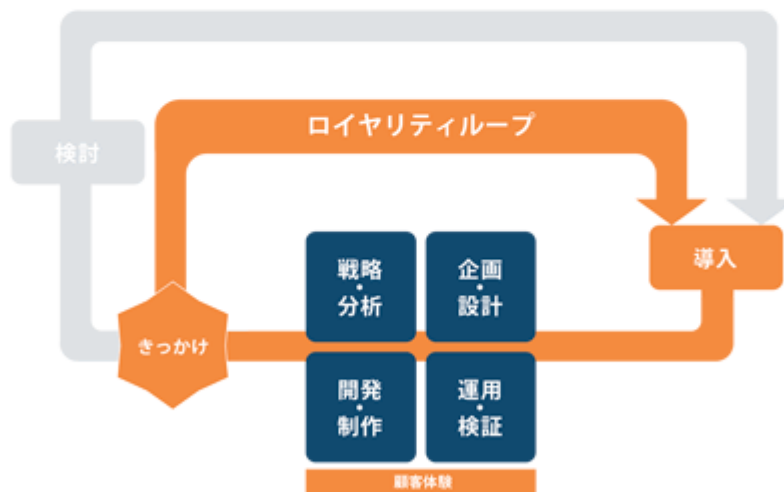 ロイヤリティループ
検討
導入
戦略
・
分析
企画
・
設計
きっかけ
開発
・
制作
運用
・
検証
顧客体験